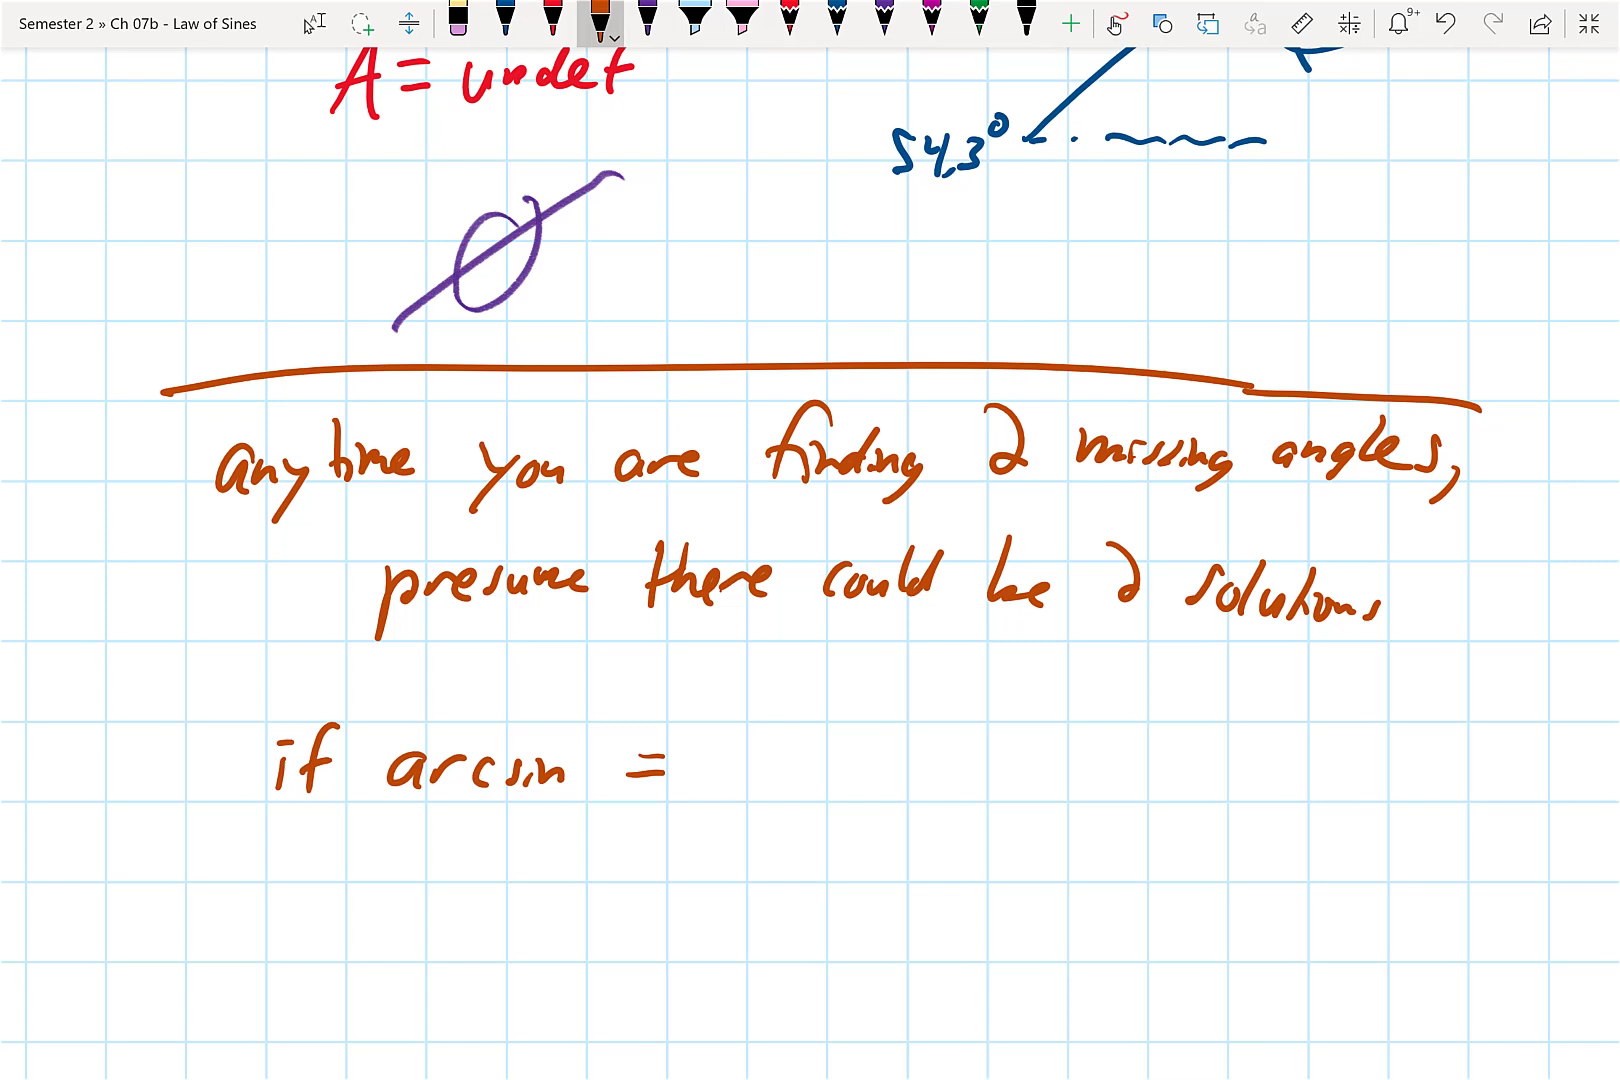 Semester 2 » Ch 07b - Law of Sines
9+
A = undef
54.3°
∅
any time you are finding 2 missing angles,
presume there could be 2 solutions
if arcsin =